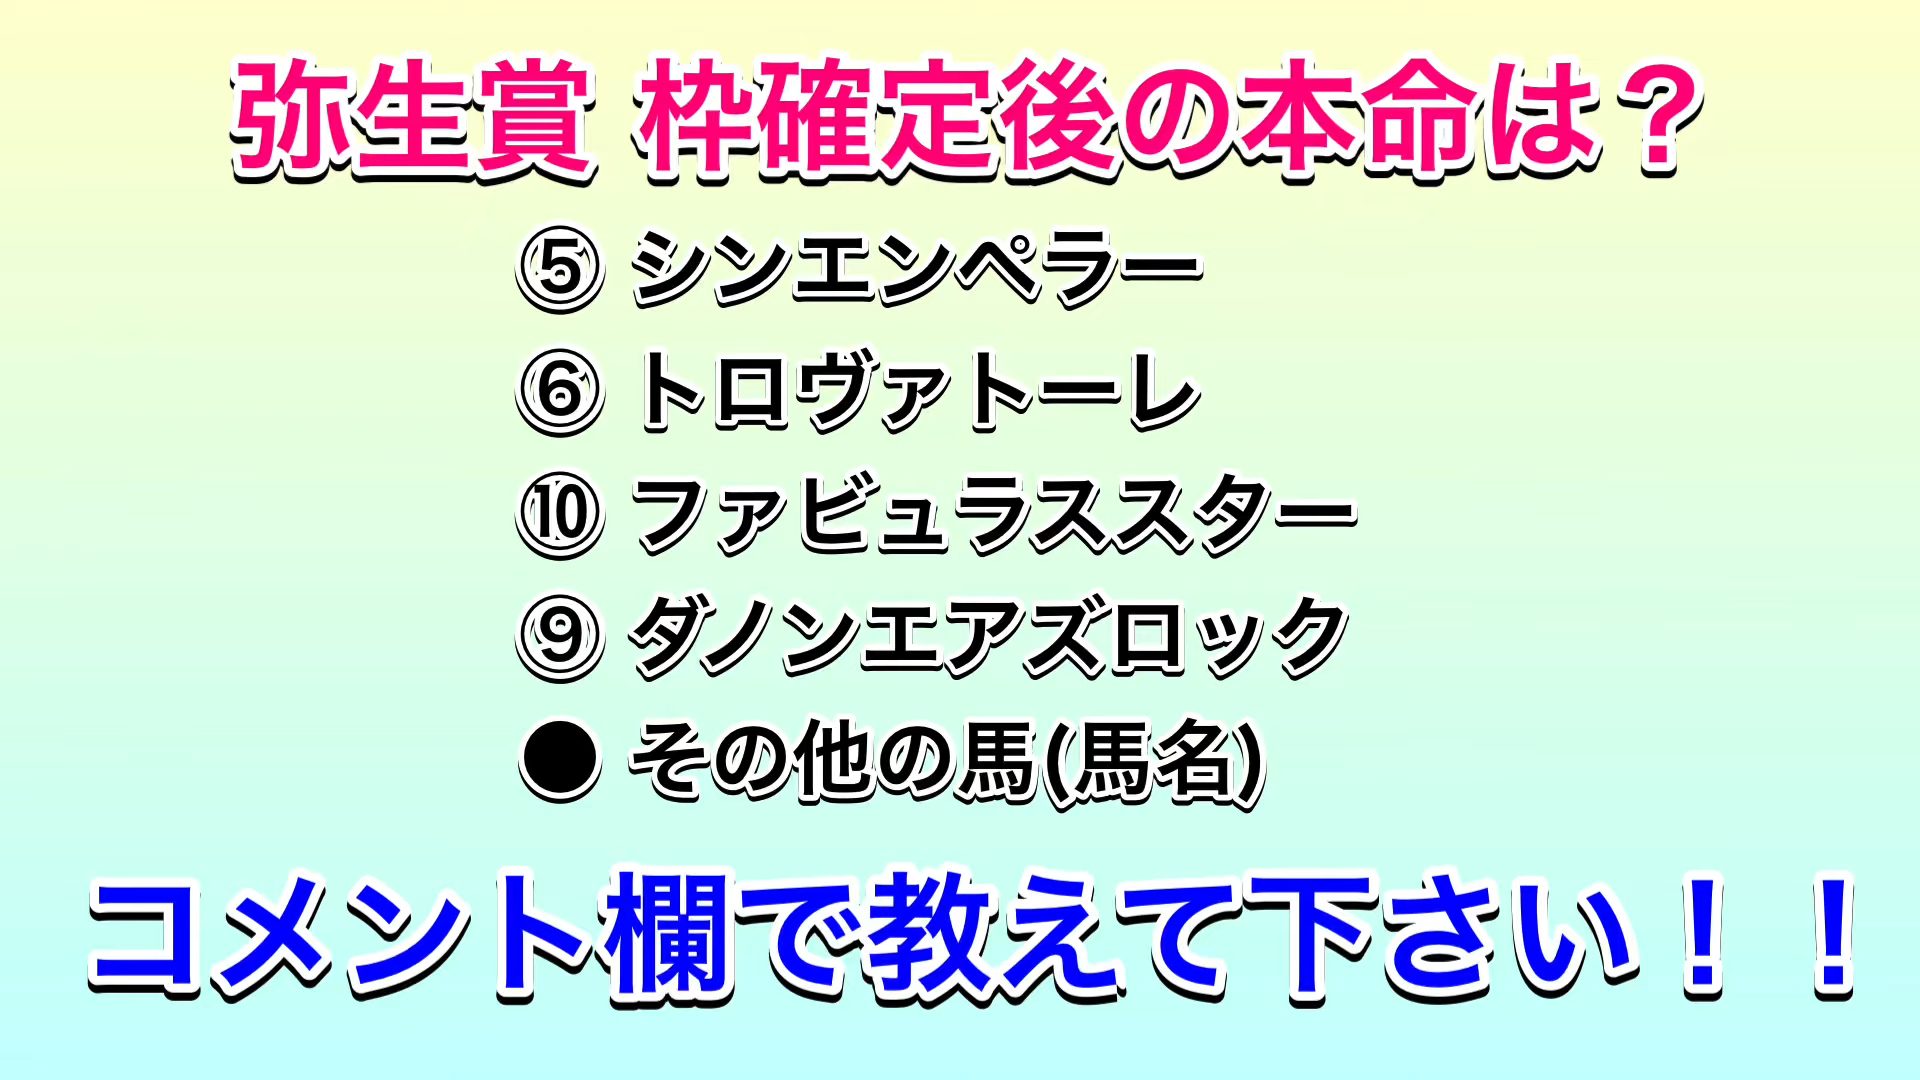 弥生賞 枠確定後の本命は？
⑤ シンエンペラー
⑥ トロヴァトーレ
⑩ ファビュラススター
⑨ ダノンエアズロック
● その他の馬(馬名)
コメント欄で教えて下さい！！